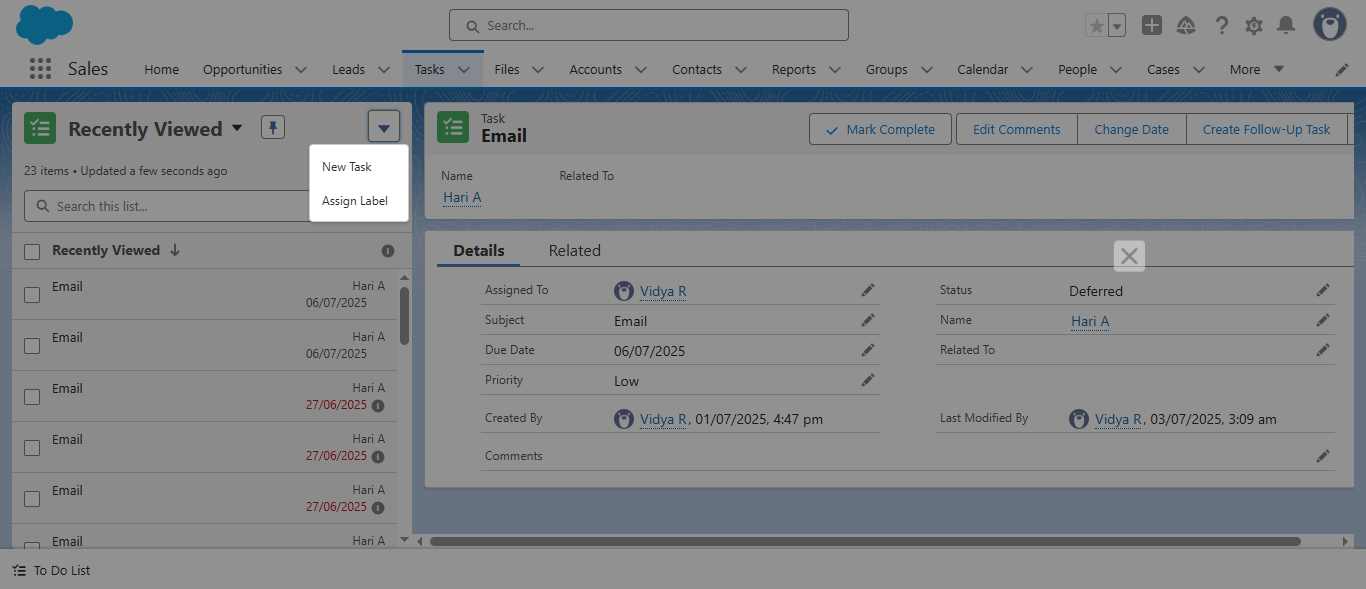 Search...
Sales
Home
Opportunities
Leads
Tasks
Files
Accounts
Contacts
Reports
Groups
Calendar
People
Cases
More
Recently Viewed
23 items • Updated a few seconds ago
New Task
Assign Label
Search this list...
Recently Viewed
Email
Hari A
06/07/2025
Email
Hari A
06/07/2025
Email
Hari A
27/06/2025
Email
Hari A
27/06/2025
Email
Hari A
27/06/2025
Email
Hari A
Task
Email
Mark Complete
Edit Comments
Change Date
Create Follow-Up Task
Name
Related To
Hari A
Details
Related
Assigned To
Vidya R
Status
Deferred
Subject
Email
Name
Hari A
Due Date
06/07/2025
Related To
Priority
Low
Created By
Vidya R, 01/07/2025, 4:47 pm
Last Modified By
Vidya R, 03/07/2025, 3:09 am
Comments
To Do List